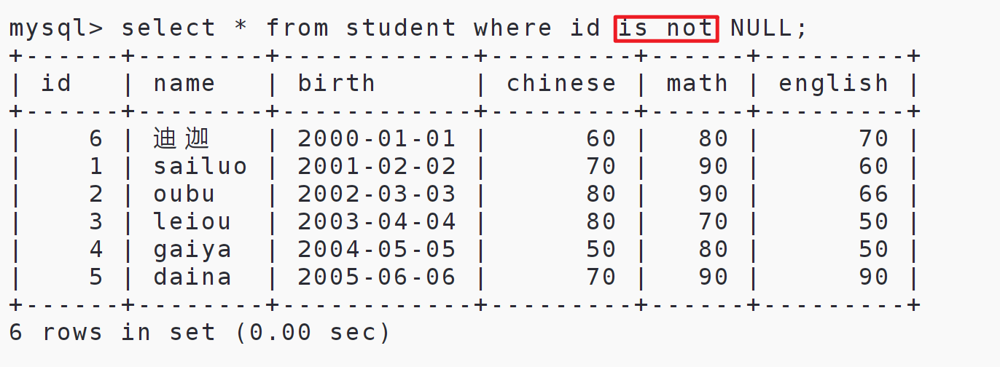 mysql> select * from student where id is not NULL;
+------+--------+------------+---------+------+---------+
| id   | name   | birth      | chinese | math | english |
+------+--------+------------+---------+------+---------+
|    6 | 迪迦   | 2000-01-01 |      60 |   80 |      70 |
|    1 | sailuo | 2001-02-02 |      70 |   90 |      60 |
|    2 | oubu   | 2002-03-03 |      80 |   90 |      66 |
|    3 | leiou  | 2003-04-04 |      80 |   70 |      50 |
|    4 | gaiya  | 2004-05-05 |      50 |   80 |      50 |
|    5 | daina  | 2005-06-06 |      70 |   90 |      90 |
+------+--------+------------+---------+------+---------+
6 rows in set (0.00 sec)